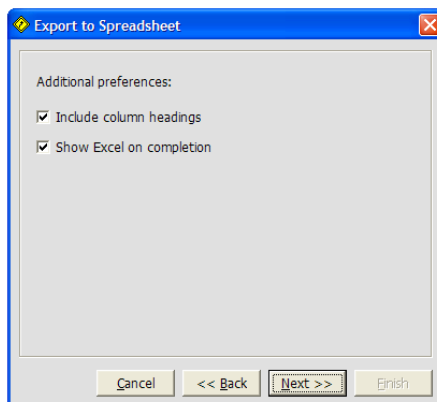 Export to Spreadsheet
Additional preferences:
Include column headings
Show Excel on completion
Cancel << Back Next >> Finish